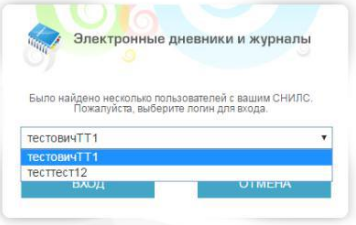 Электронные дневники и журналы
Было найдено несколько пользователей с вашим СНИЛС.
Пожалуйста, выберите логин для входа.
тестовичТТ1
тестовичТТ1
тесттест12
ВХОД ОТМЕНА